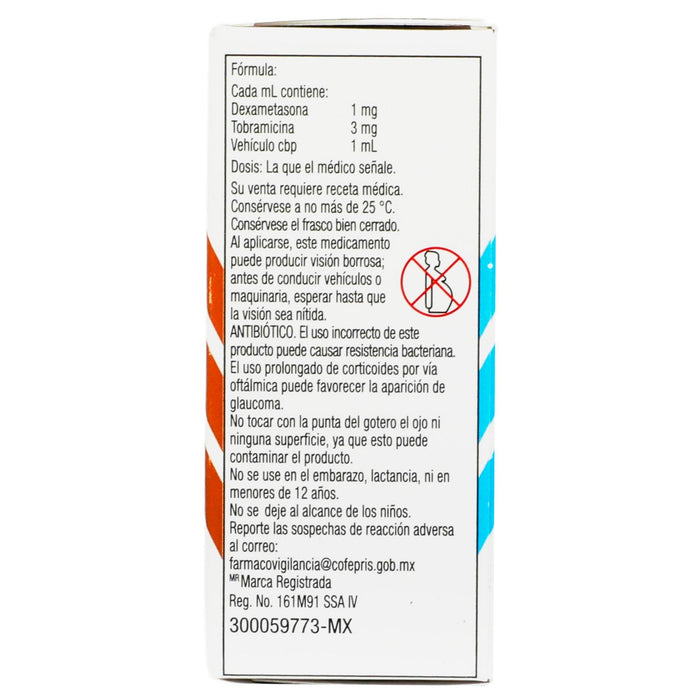 Fórmula:
Cada mL contiene:
Dexametasona 1 mg
Tobramicina 3 mg
Vehículo cbp 1 mL
Dosis: La que el médico señale.
Su venta requiere receta médica.
Consérvese a no más de 25 °C.
Consérvese el frasco bien cerrado.
Al aplicarse, este medicamento
puede producir visión borrosa;
antes de conducir vehículos o
maquinaria, esperar hasta que
la visión sea nítida.
ANTIBIÓTICO. El uso incorrecto de este
producto puede causar resistencia bacteriana.
El uso prolongado de corticoides por vía
oftálmica puede favorecer la aparición de
glaucoma.
No tocar con la punta del gotero el ojo ni
ninguna superficie, ya que esto puede
contaminar el producto.
No se use en el embarazo, lactancia, ni en
menores de 12 años.
No se deje al alcance de los niños.
Reporte las sospechas de reacción adversa
al correo:
farmacovigilancia@cofepris.gob.mx
MR Marca Registrada
Reg. No. 161M91 SSA IV
300059773-MX